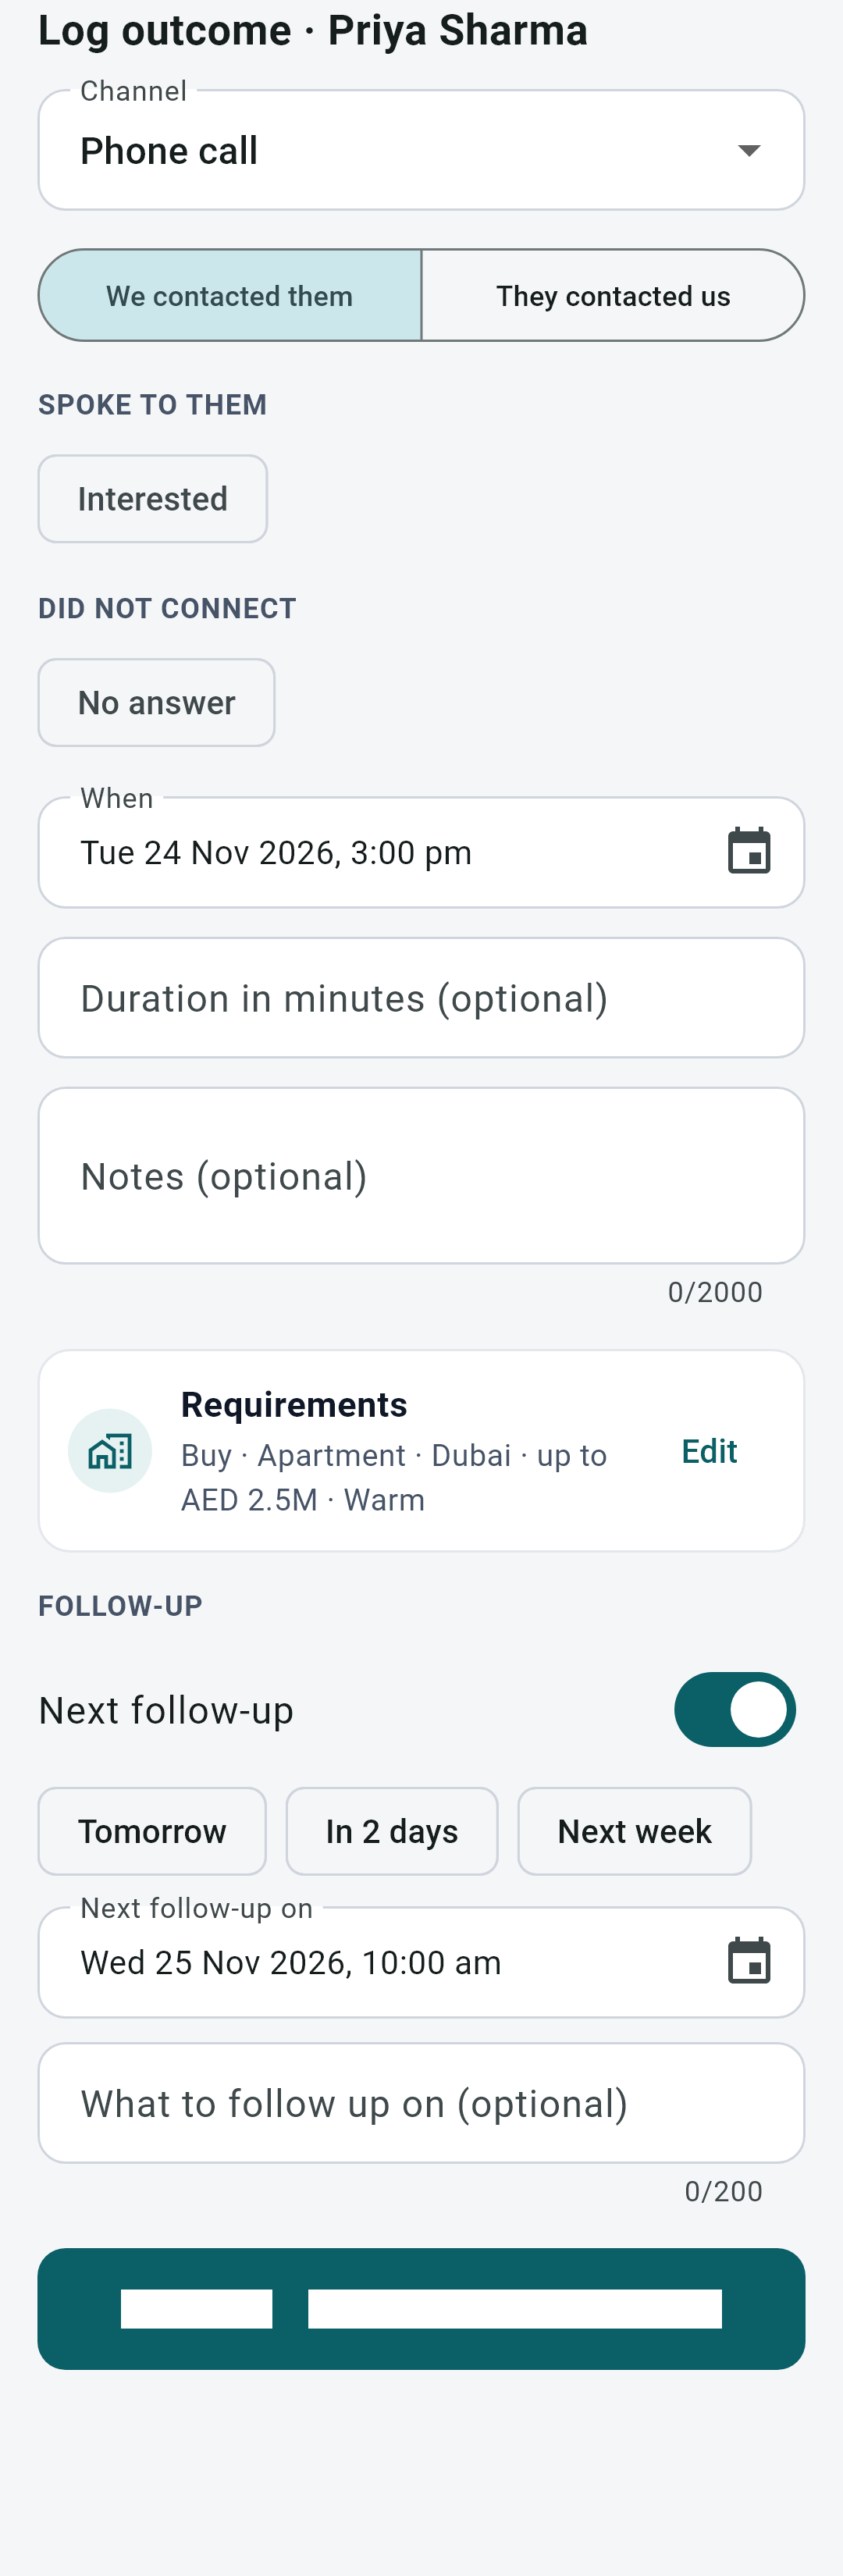 Log outcome · Priya Sharma
Channel
Phone call
We contacted them
They contacted us
SPOKE TO THEM
Interested
DID NOT CONNECT
No answer
When
Tue 24 Nov 2026, 3:00 pm
Duration in minutes (optional)
Notes (optional)
0/2000
Requirements
Buy · Apartment · Dubai · up to
AED 2.5M · Warm
Edit
FOLLOW-UP
Next follow-up
Tomorrow
In 2 days
Next week
Next follow-up on
Wed 25 Nov 2026, 10:00 am
What to follow up on (optional)
0/200